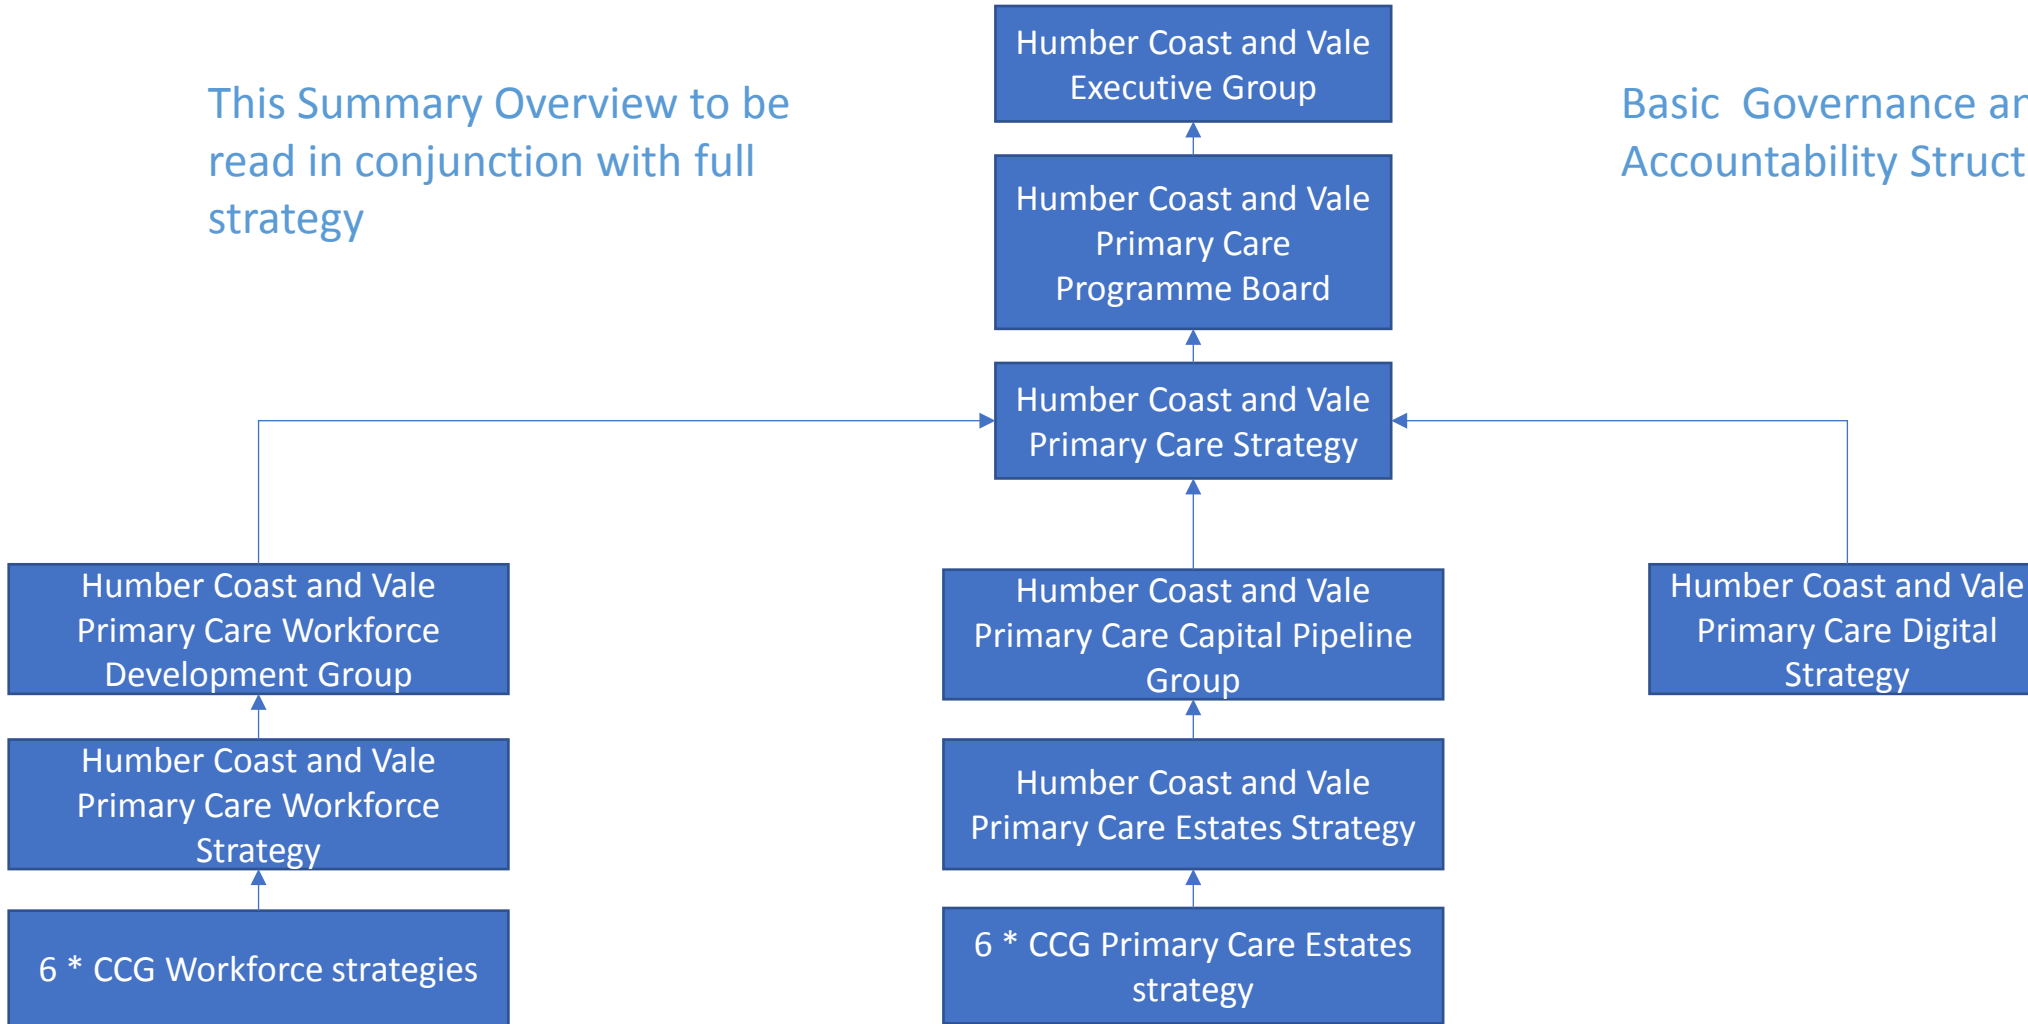 Humber Coast and Vale
Executive Group
This Summary Overview to be
read in conjunction with full
strategy
Basic Governance
Accountability
Humber Coast and Vale
Primary Care
Programme Board
Humber Coast and Vale
Primary Care Strategy
Humber Coast and Vale
Primary Care Workforce
Development Group
Humber Coast and Vale
Primary Care Capital Pipeline
Group
Humber Coast and Vale
Primary Care Digital
Strategy
Humber Coast and Vale
Primary Care Workforce
Strategy
Humber Coast and Vale
Primary Care Estates Strategy
6 * CCG Workforce strategies
6 * CCG Primary Care Estates
strategy